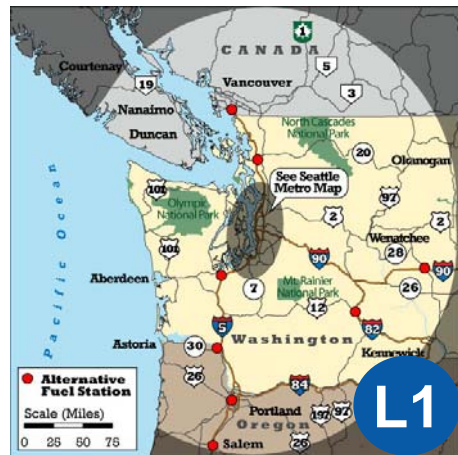 1
CANADA
5
Courtenay
19
Vancouver
3
Nanaimo
Duncan
North Cascades
National Park
20
Okanogan
See Seattle
Metro Map
101
97
Olympic
National Park
2
2
Wenatchee
101
28
90
90
Pacific Ocean
Aberdeen
7
Mt Rainier
National Park
26
12
5
82
Washington
Astoria
30
Kennewick
26
84
Alternative
Fuel Station
Scale (Miles)
0 25 50 75
Portland
197
97
Oregon
26
Salem
L1